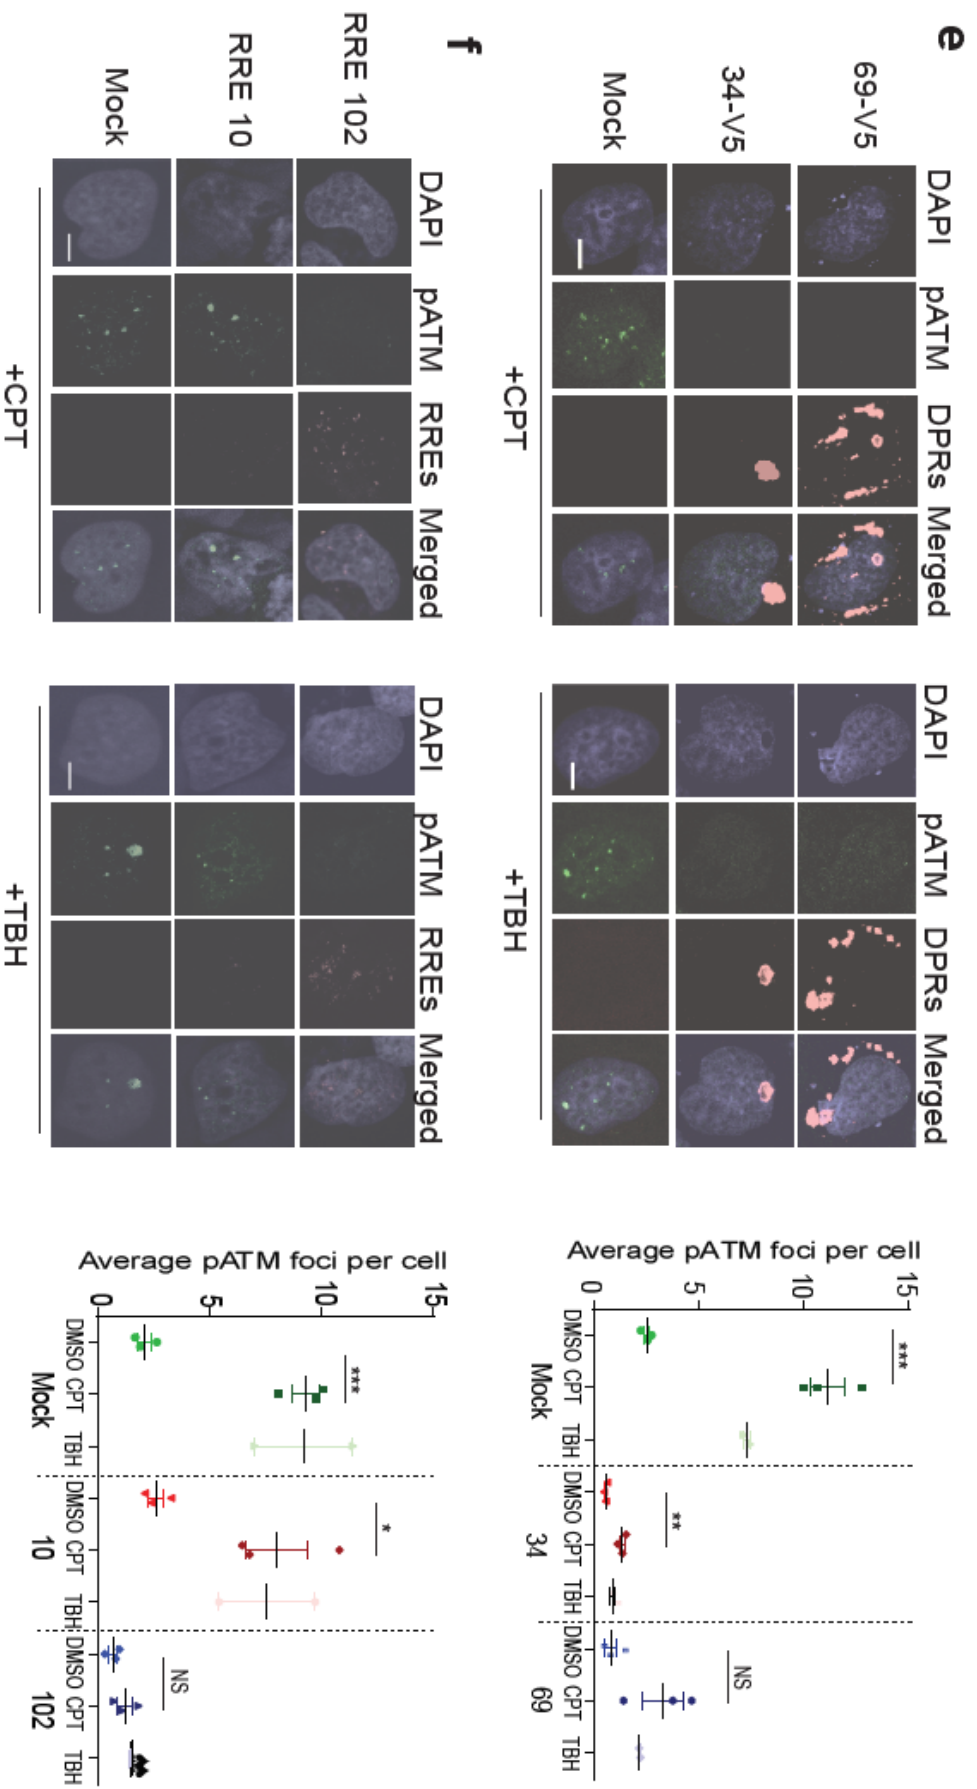 e
DAPI pATM DPRs Merged DAPI pATM DPRs Merged
69-V5
34-V5
Mock
+CPT +TBH
Average pATM foci per cell
15
10
5
0
*** ** NS
DMSO CPT TBH DMSO CPT TBH DMSO CPT TBH
Mock 34 69
f
DAPI pATM RREs Merged DAPI pATM RREs Merged
RRE 102
RRE 10
Mock
+CPT +TBH
Average pATM foci per cell
15
10
5
0
*** * NS
DMSO CPT TBH DMSO CPT TBH DMSO CPT TBH
Mock 10 102